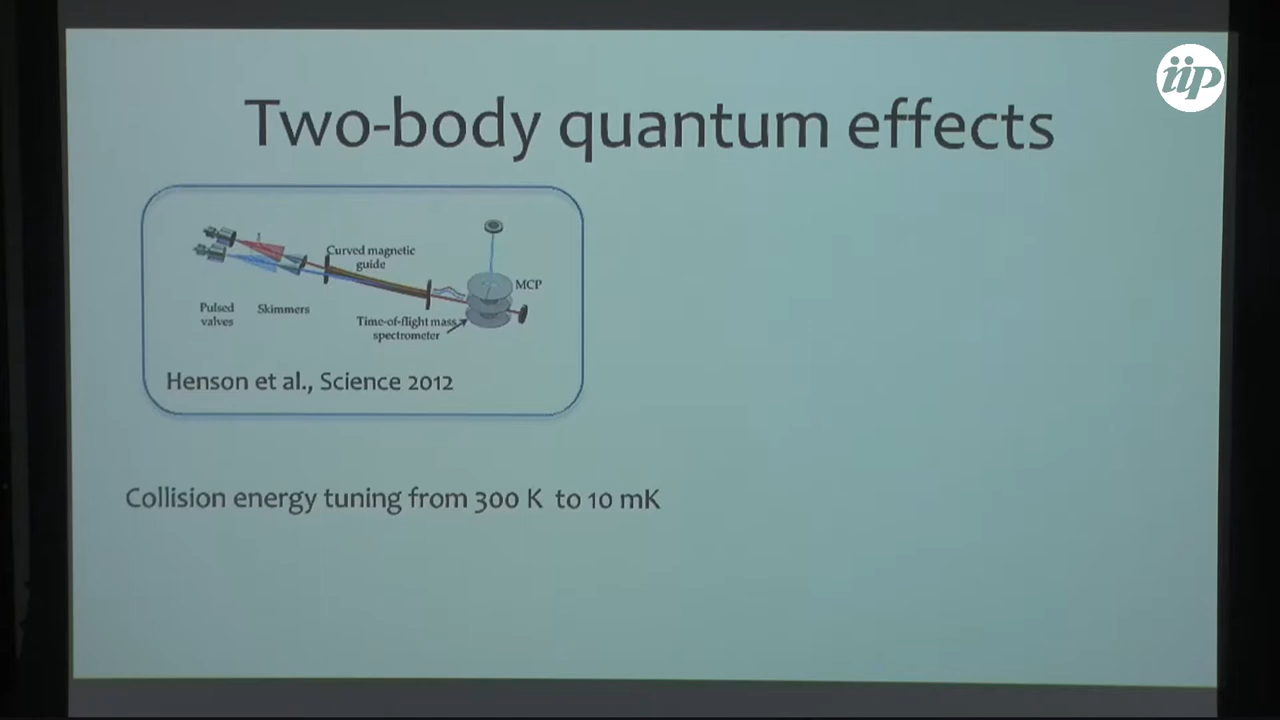 iip
Two-body quantum effects
Curved magnetic
guide
MCP
Pulsed
valves
Skimmers
Time-of-flight mass
spectrometer
Henson et al., Science 2012
Collision energy tuning from 300 K to 10 mK